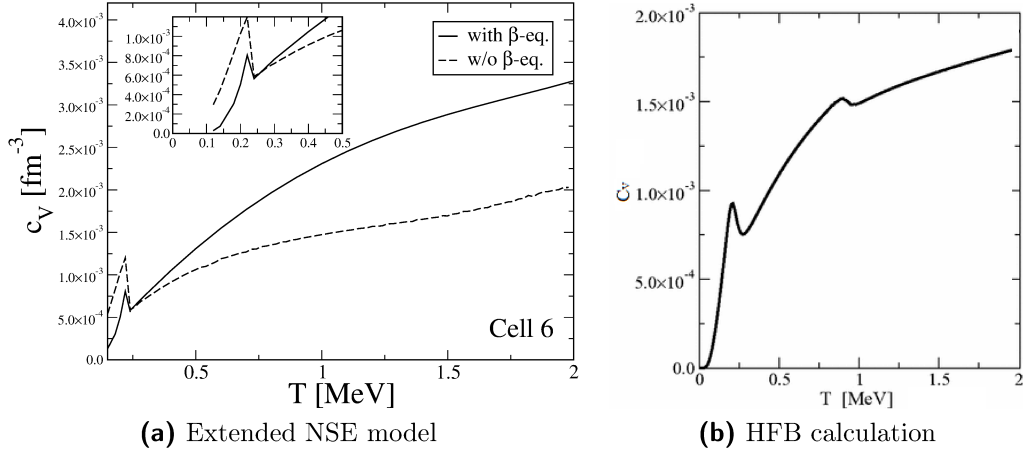 4.0×10⁻³
3.5×10⁻³
3.0×10⁻³
2.5×10⁻³
2.0×10⁻³
1.5×10⁻³
1.0×10⁻³
5.0×10⁻⁴
0.0
c_V [fm⁻³]
1.0×10⁻³
8.0×10⁻⁴
6.0×10⁻⁴
4.0×10⁻⁴
2.0×10⁻⁴
0.0
0 0.1 0.2 0.3 0.4 0.5
with β-eq.
w/o β-eq.
Cell 6
0.5 1 1.5 2
T [MeV]
(a) Extended NSE model
2.0×10⁻³
1.5×10⁻³
1.0×10⁻³
5.0×10⁻⁴
0.0
C_V
0 0.5 1 1.5 2
T [MeV]
(b) HFB calculation